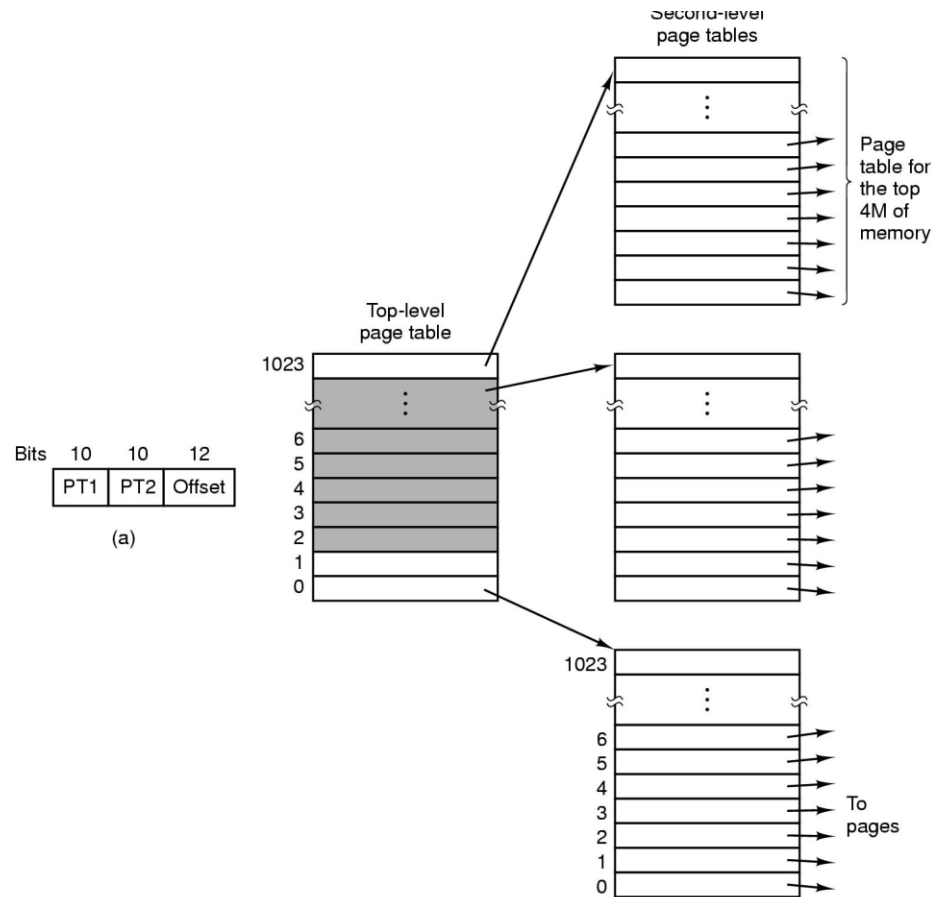 Second-level
page tables
Page
table for
the top
4M of
memory
Top-level
page table
1023
6
5
4
3
2
1
0
Bits 10 10 12
PT1 PT2 Offset
(a)
1023
6
5
4
3
2
1
0
To
pages